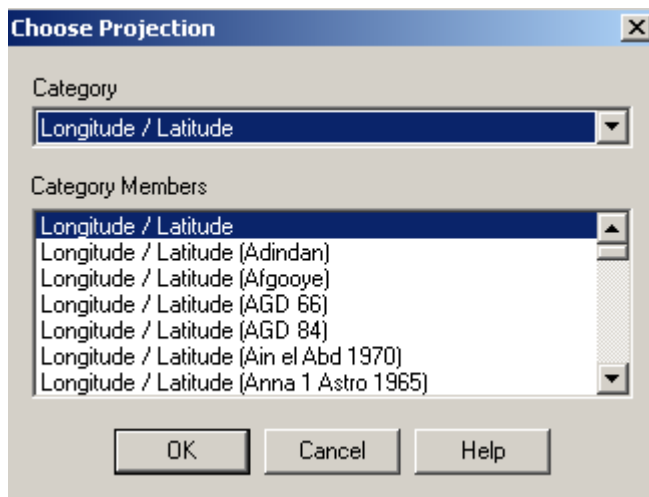 Choose Projection
Category
Longitude / Latitude
Category Members
Longitude / Latitude
Longitude / Latitude (Adindan)
Longitude / Latitude (Afgooye)
Longitude / Latitude (AGD 66)
Longitude / Latitude (AGD 84)
Longitude / Latitude (Ain el Abd 1970)
Longitude / Latitude (Anna 1 Astro 1965)
OK Cancel Help